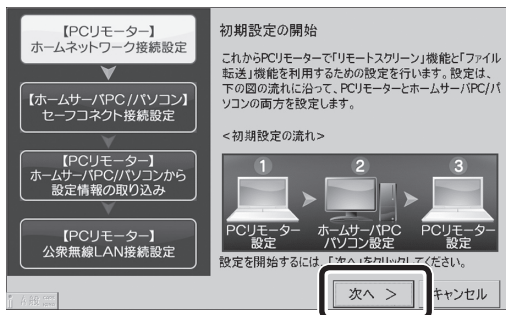 【PCリモーター】
ホームネットワーク接続設定
【ホームサーバPC/パソコン】
セーフコネクト接続設定
【PCリモーター】
ホームサーバPC/パソコンから
設定情報の取り込み
【PCリモーター】
公衆無線LAN接続設定
初期設定の開始
これからPCリモーターで「リモートスクリーン」機能と「ファイル
転送」機能を利用するための設定を行います。設定は、
下の図の流れに沿って、PCリモーターとホームサーバPC/パ
ソコンの両方を設定します。
<初期設定の流れ>
1 2 3
PCリモーター
設定
ホームサーバPC
パソコン設定
PCリモーター
設定
設定を開始するには、「次へ」をクリックしてください。
次へ >
キャンセル
A 般